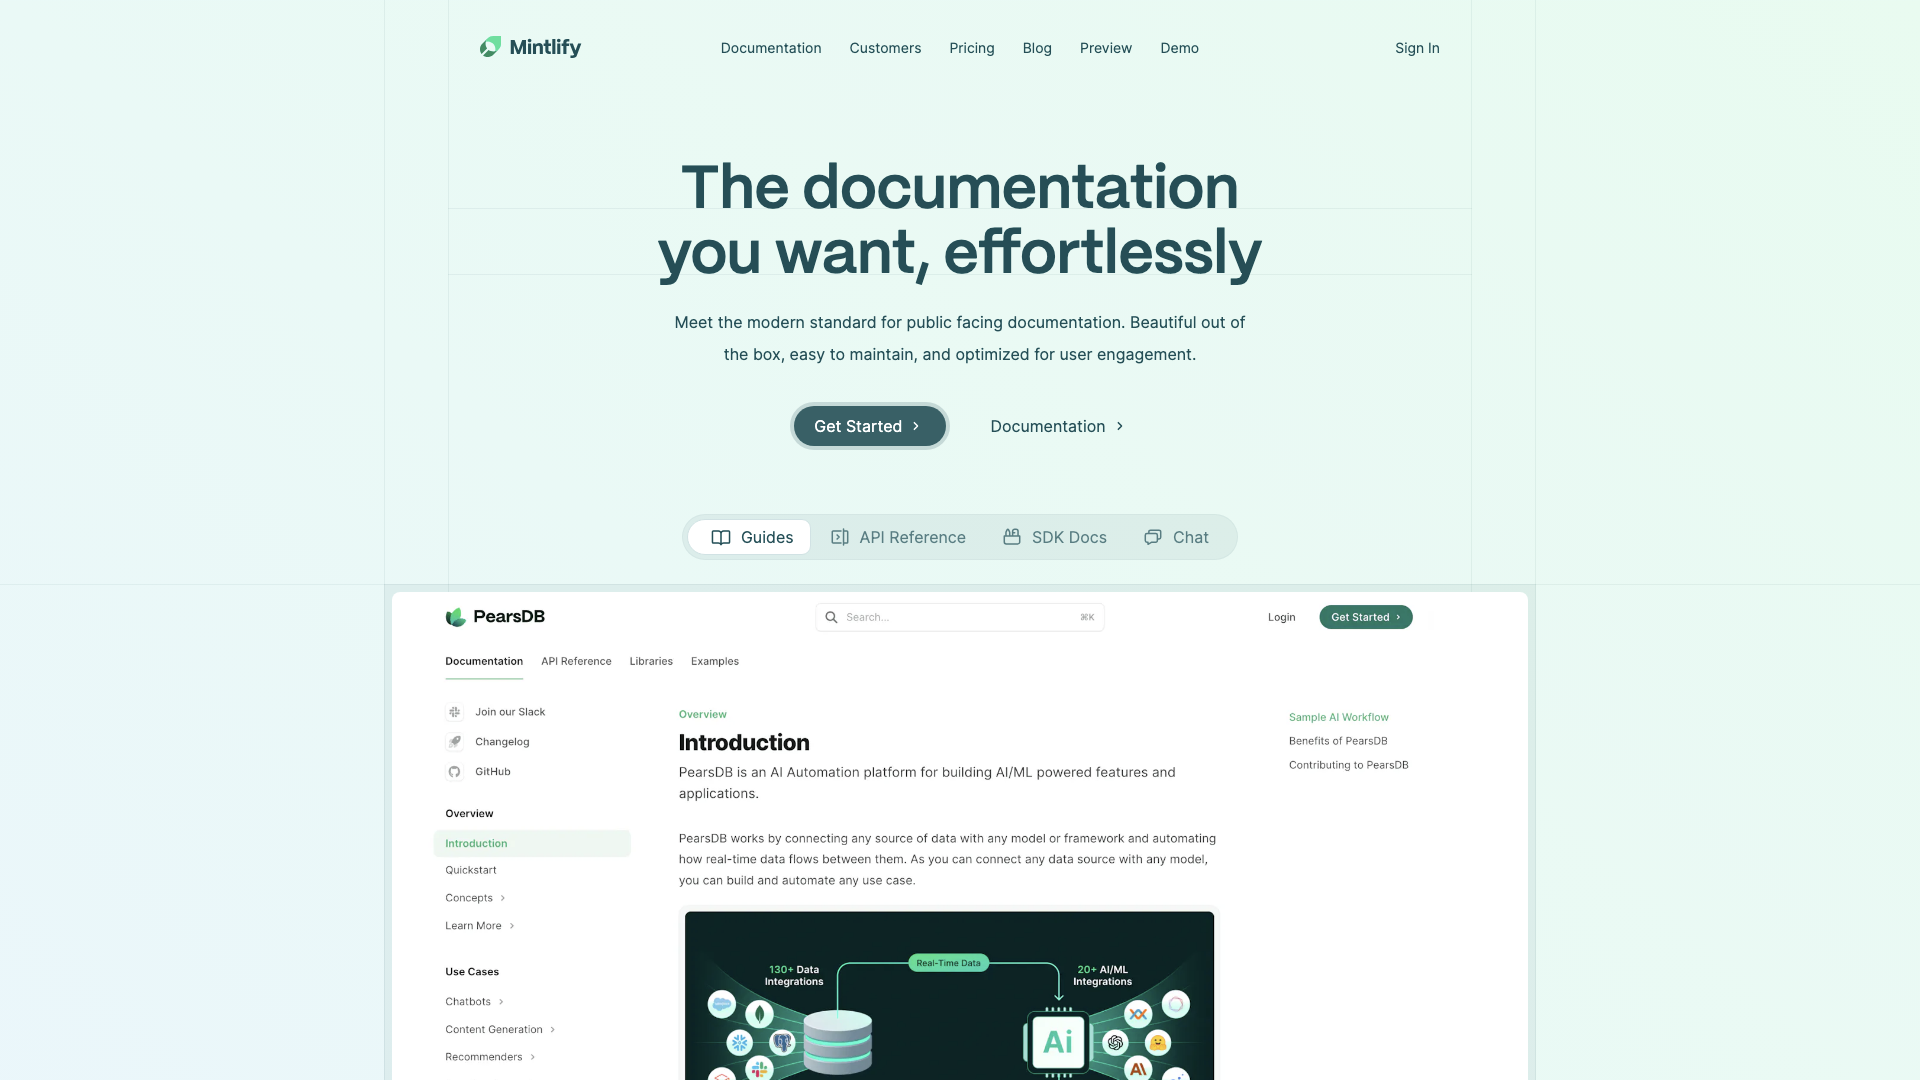 Mintlify
Documentation
Customers
Pricing
Blog
Preview
Demo
Sign In
The documentation
you want, effortlessly
Meet the modern standard for public facing documentation. Beautiful out of
the box, easy to maintain, and optimized for user engagement.
Get Started
Documentation
Guides
API Reference
SDK Docs
Chat
PearsDB
Search...
⌘K
Login
Get Started
Documentation
API Reference
Libraries
Examples
Join our Slack
Changelog
GitHub
Overview
Introduction
Quickstart
Concepts
Learn More
Use Cases
Chatbots
Content Generation
Recommenders
Overview
Introduction
PearsDB is an AI Automation platform for building AI/ML powered features and
applications.
PearsDB works by connecting any source of data with any model or framework and automating
how real-time data flows between them. As you can connect any data source with any model,
you can build and automate any use case.
130+ Data
Integrations
Real-Time Data
20+ AI/ML
Integrations
Ai
Sample AI Workflow
Benefits of PearsDB
Contributing to PearsDB